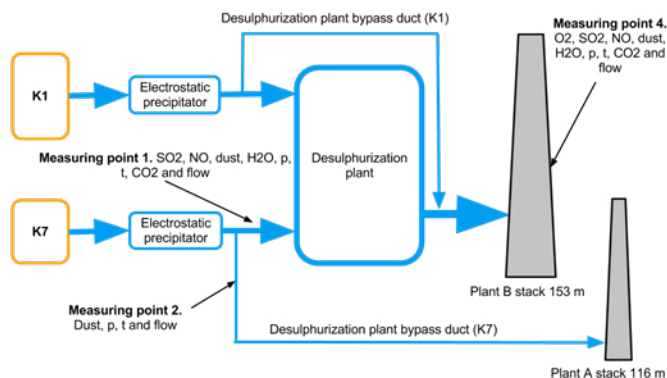 Desulphurization plant bypass duct (K1)
Measuring point 4.
O2, SO2, NO, dust,
H2O, p, t, CO2 and
flow
K1
Electrostatic
precipitator
Measuring point 1. SO2, NO, dust, H2O, p,
t, CO2 and flow
Desulphurization
plant
K7
Electrostatic
precipitator
Plant B stack 153 m
Measuring point 2.
Dust, p, t and flow
Desulphurization plant bypass duct (K7)
Plant A stack 116 m